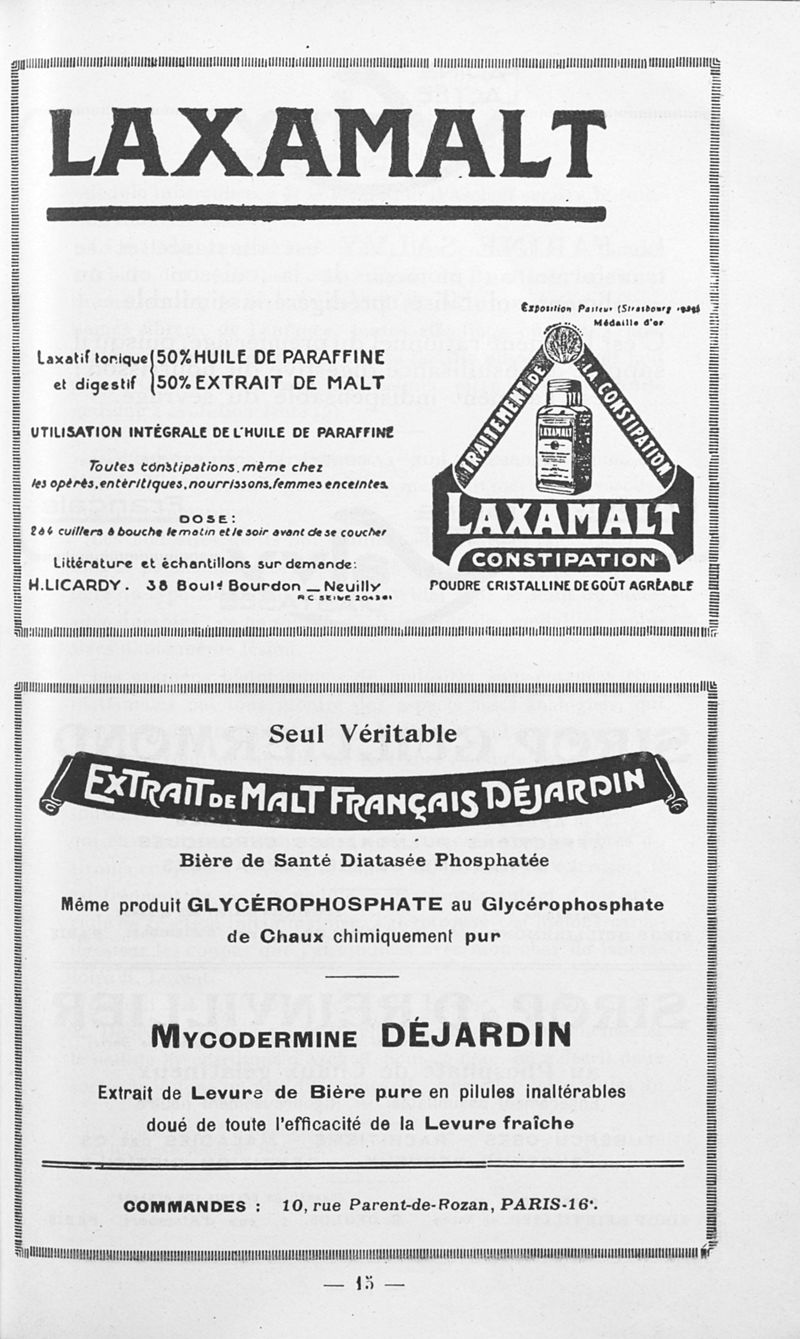 LAXAMALT
Laxatif tonique 50% HUILE DE PARAFFINE
et digestif 50% EXTRAIT DE MALT
UTILISATION INTÉGRALE DE L'HUILE DE PARAFFINE
Toutes constipations, même chez
les opérés, entéritiques, nourrissons, femmes enceintes.
DOSE:
2 à 4 cuillers à bouche le matin et le soir avant de se coucher
Littérature et échantillons sur demande:
H. LICARDY. 38 Boulᵈ Bourdon _ Neuilly
R C SEINE 204361
Exposition Pasteur (Strasbourg 1923)
Médaille d'or
TRAITEMENT DE LA CONSTIPATION
LAXAMALT
LAXAMALT
CONSTIPATION
POUDRE CRISTALLINE DE GOÛT AGRÉABLE
Seul Véritable
EXTRAIT DE MALT FRANÇAIS DÉJARDIN
Bière de Santé Diatasée Phosphatée
Même produit GLYCÉROPHOSPHATE au Glycérophosphate
de Chaux chimiquement pur
MYCODERMINE DÉJARDIN
Extrait de Levure de Bière pure en pilules inaltérables
doué de toute l'efficacité de la Levure fraîche
COMMANDES : 10, rue Parent-de-Rozan, PARIS-16ᵉ.
— 15 —